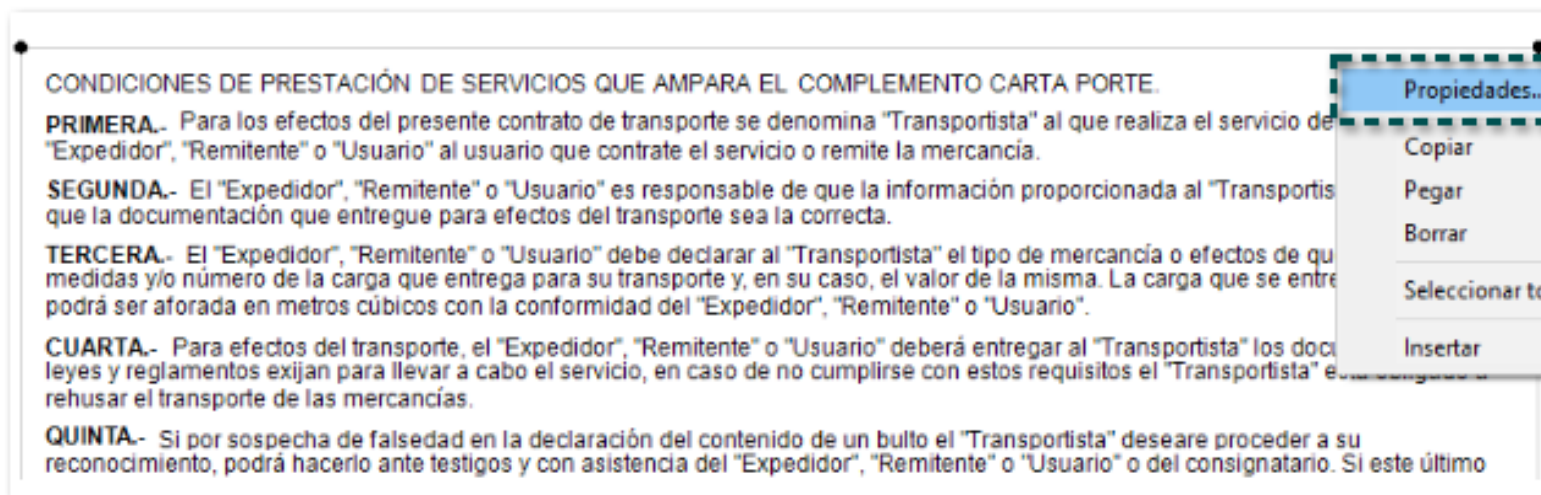 CONDICIONES DE PRESTACIÓN DE SERVICIOS QUE AMPARA EL COMPLEMENTO CARTA PORTE.
PRIMERA.- Para los efectos del presente contrato de transporte se denomina "Transportista" al que realiza el servicio de
"Expedidor", "Remitente" o "Usuario" al usuario que contrate el servicio o remite la mercancía.
SEGUNDA.- El "Expedidor", "Remitente" o "Usuario" es responsable de que la información proporcionada al "Transportis
que la documentación que entregue para efectos del transporte sea la correcta.
TERCERA.- El "Expedidor", "Remitente" o "Usuario" debe declarar al "Transportista" el tipo de mercancía o efectos de qu
medidas y/o número de la carga que entrega para su transporte y, en su caso, el valor de la misma. La carga que se entre
podrá ser aforada en metros cúbicos con la conformidad del "Expedidor", "Remitente" o "Usuario".
CUARTA.- Para efectos del transporte, el "Expedidor", "Remitente" o "Usuario" deberá entregar al "Transportista" los docu
leyes y reglamentos exijan para llevar a cabo el servicio, en caso de no cumplirse con estos requisitos el "Transportista"
rehusar el transporte de las mercancías.
QUINTA.- Si por sospecha de falsedad en la declaración del contenido de un bulto el "Transportista" deseare proceder a su
reconocimiento, podrá hacerlo ante testigos y con asistencia del "Expedidor", "Remitente" o "Usuario" o del consignatario. Si este último
Propiedades..
Copiar
Pegar
Borrar
Seleccionar to
Insertar